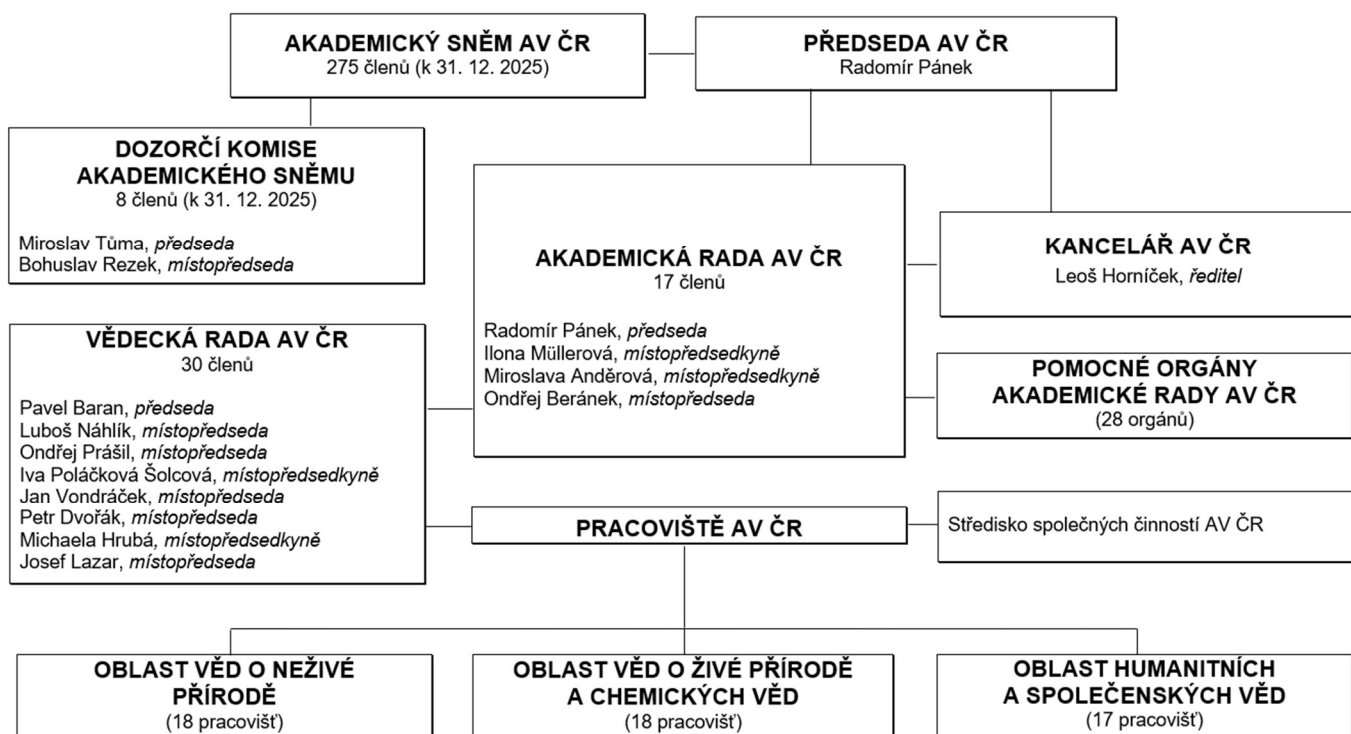 AKADEMICKÝ SNĚM AV ČR
275 členů (k 31. 12. 2025)
PŘEDSEDA AV ČR
Radomír Pánek
DOZORČÍ KOMISE
AKADEMICKÉHO SNĚMU
8 členů (k 31. 12. 2025)
Miroslav Tůma, předseda
Bohuslav Rezek, místopředseda
AKADEMICKÁ RADA AV ČR
17 členů
Radomír Pánek, předseda
Ilona Müllerová, místopředsedkyně
Miroslava Anděrová, místopředsedkyně
Ondřej Beránek, místopředseda
KANCELÁŘ AV ČR
Leoš Horníček, ředitel
VĚDECKÁ RADA AV ČR
30 členů
Pavel Baran, předseda
Luboš Náhlík, místopředseda
Ondřej Prášil, místopředseda
Iva Poláčková Šolcová, místopředsedkyně
Jan Vondráček, místopředseda
Petr Dvořák, místopředseda
Michaela Hrubá, místopředsedkyně
Josef Lazar, místopředseda
POMOCNÉ ORGÁNY
AKADEMICKÉ RADY AV ČR
(28 orgánů)
PRACOVIŠTĚ AV ČR
Středisko společných činností AV ČR
OBLAST VĚD O NEŽIVÉ
PŘÍRODĚ
(18 pracovišť)
OBLAST VĚD O ŽIVÉ PŘÍRODĚ
A CHEMICKÝCH VĚD
(18 pracovišť)
OBLAST HUMANITNÍCH
A SPOLEČENSKÝCH VĚD
(17 pracovišť)